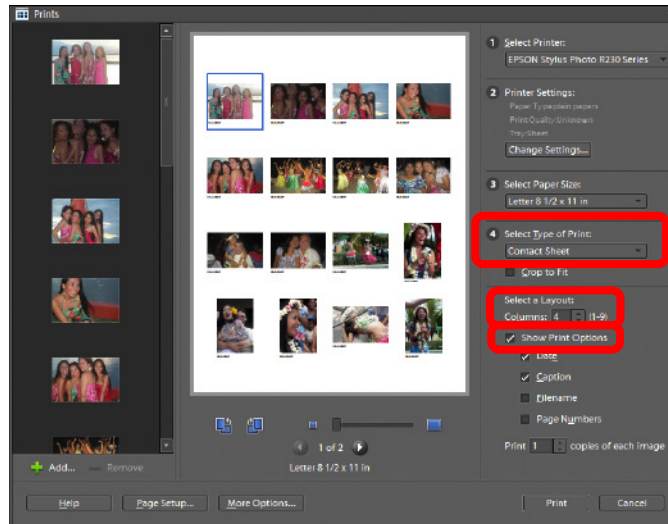 Prints
1 Select Printer:
EPSON Stylus Photo R230 Series
2 Printer Settings:
Paper Type:plain papers
Print Quality:Unknown
Tray:Sheet
Change Settings...
3 Select Paper Size:
Letter 8 1/2 x 11 in
4 Select Type of Print:
Contact Sheet
Crop to Fit
Select a Layout:
Columns: 4 (1-9)
Show Print Options
Date
Caption
Filename
Page Numbers
Print 1 copies of each image
1 of 2
Letter 8 1/2 x 11 in
Add... Remove
Help Page Setup... More Options... Print Cancel